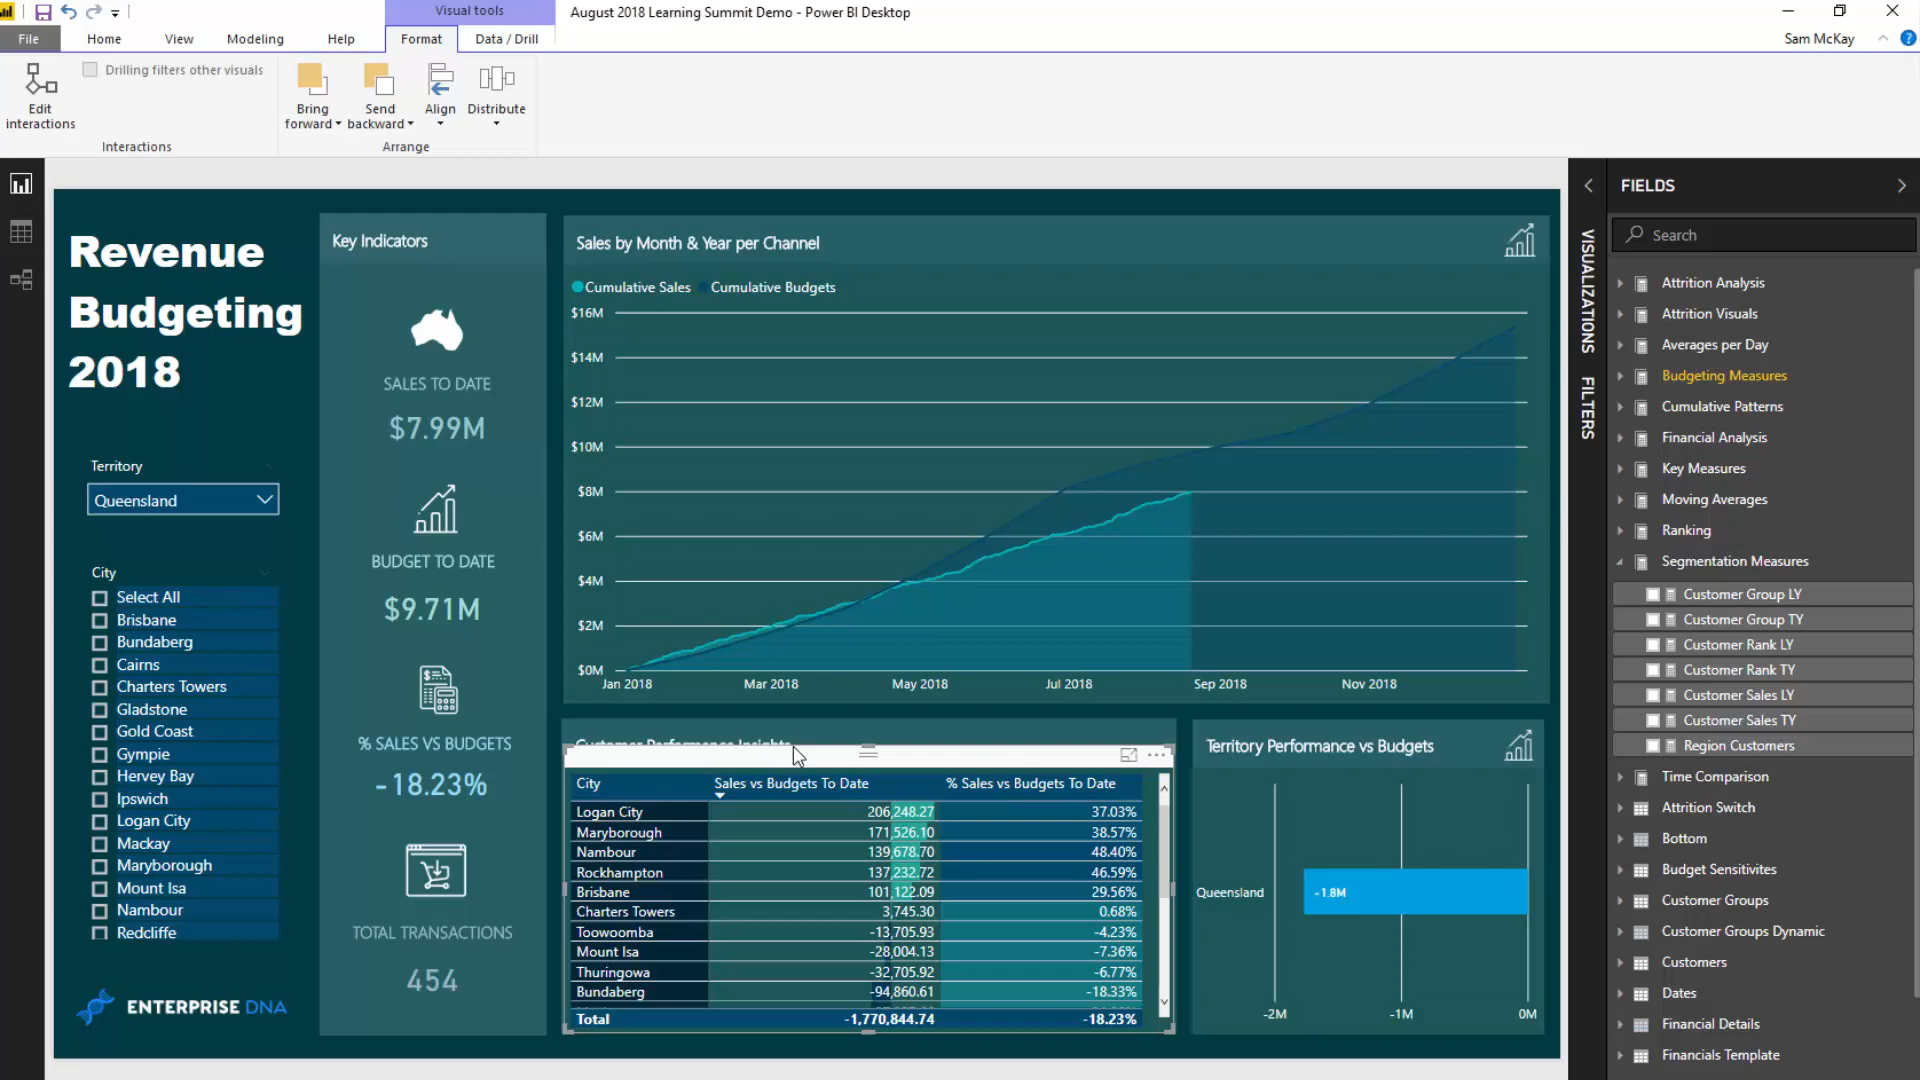 Visual tools
August 2018 Learning Summit Demo - Power BI Desktop
File
Home
View
Modeling
Help
Format
Data / Drill
Sam McKay
Edit
interactions
Drilling filters other visuals
Interactions
Bring
forward
Send
backward
Align
Distribute
Arrange
Revenue
Budgeting
2018
Territory
Queensland
City
Select All
Brisbane
Bundaberg
Cairns
Charters Towers
Gladstone
Gold Coast
Gympie
Hervey Bay
Ipswich
Logan City
Mackay
Maryborough
Mount Isa
Nambour
Redcliffe
ENTERPRISE DNA
Key Indicators
SALES TO DATE
$7.99M
BUDGET TO DATE
$9.71M
% SALES VS BUDGETS
-18.23%
TOTAL TRANSACTIONS
454
Sales by Month & Year per Channel
Cumulative Sales Cumulative Budgets
$16M
$14M
$12M
$10M
$8M
$6M
$4M
$2M
$0M
Jan 2018 Mar 2018 May 2018 Jul 2018 Sep 2018 Nov 2018
Customer Performance Insights
City Sales vs Budgets To Date % Sales vs Budgets To Date
Logan City 206,248.27 37.03%
Maryborough 171,526.10 38.57%
Nambour 139,678.70 48.40%
Rockhampton 137,232.72 46.59%
Brisbane 101,122.09 29.56%
Charters Towers 3,745.30 0.68%
Toowoomba -13,705.93 -4.23%
Mount Isa -28,004.13 -7.36%
Thuringowa -32,705.92 -6.77%
Bundaberg -94,860.61 -18.33%
Total -1,770,844.74 -18.23%
Territory Performance vs Budgets
Queensland
-1.8M
-2M -1M 0M
VISUALIZATIONS
FILTERS
FIELDS
Search
Attrition Analysis
Attrition Visuals
Averages per Day
Budgeting Measures
Cumulative Patterns
Financial Analysis
Key Measures
Moving Averages
Ranking
Segmentation Measures
Customer Group LY
Customer Group TY
Customer Rank LY
Customer Rank TY
Customer Sales LY
Customer Sales TY
Region Customers
Time Comparison
Attrition Switch
Bottom
Budget Sensitivites
Customer Groups
Customer Groups Dynamic
Customers
Dates
Financial Details
Financials Template